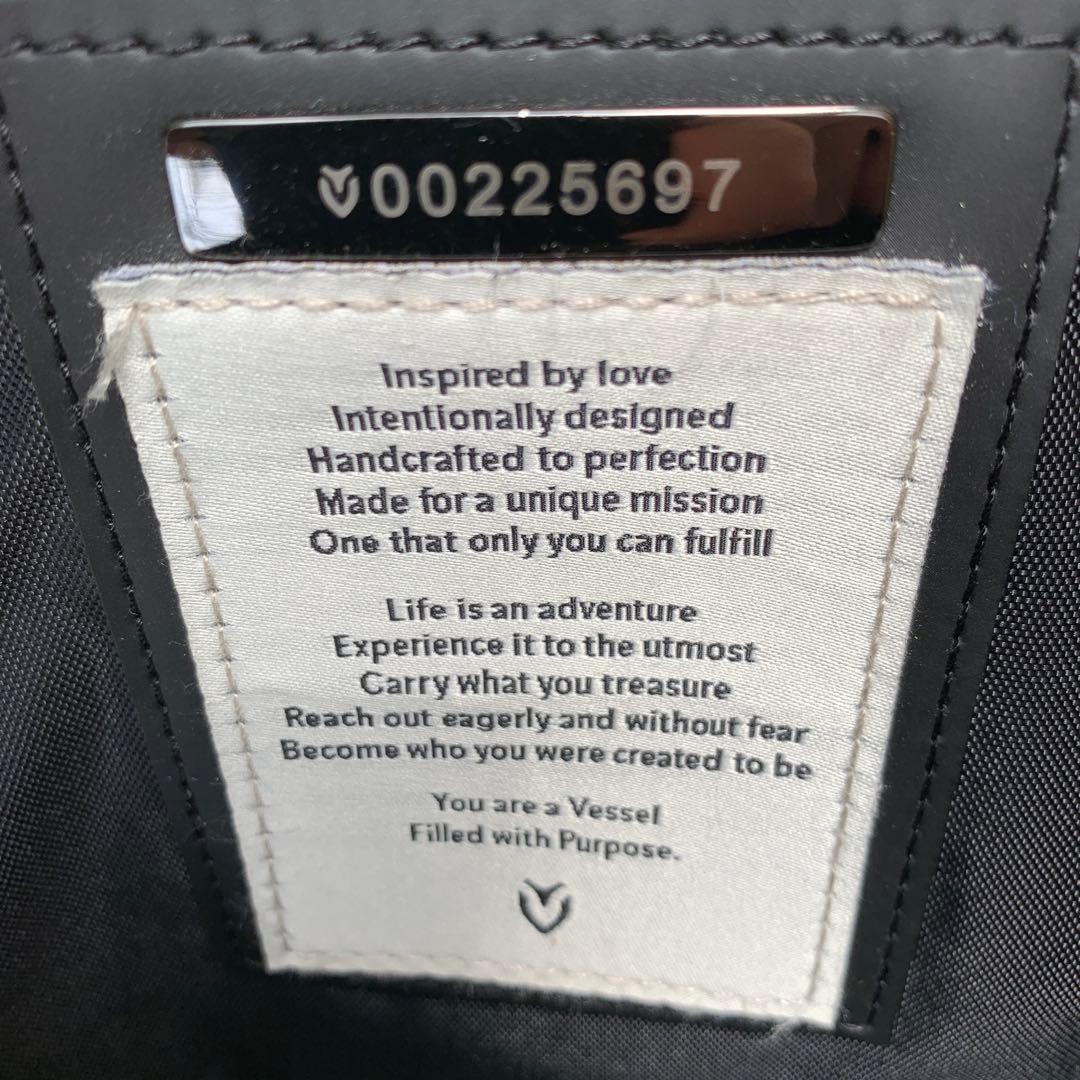 00225697
Inspired by love
Intentionally designed
Handcrafted to perfection
Made for a unique mission
One that only you can fulfill
Life is an adventure
Experience it to the utmost
Carry what you treasure
Reach out eagerly and without fear
Become who you were created to be
You are a Vessel
Filled with Purpose.